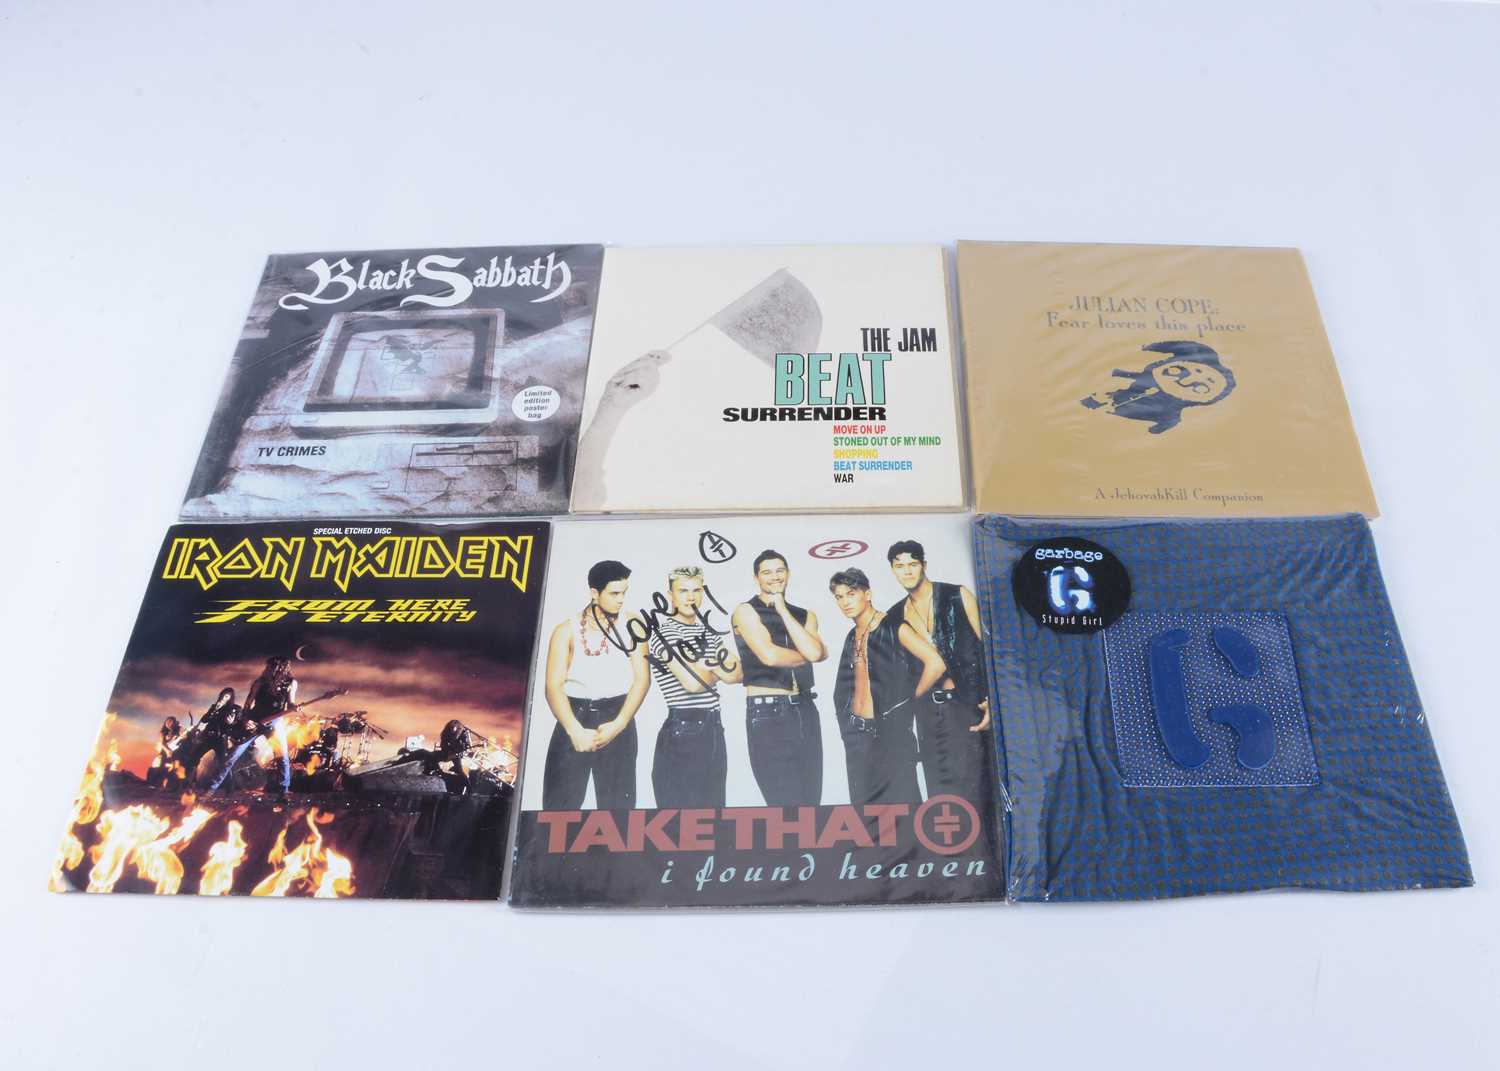 Black Sabbath
Limited
edition
poster
bag
TV CRIMES
THE JAM
BEAT
SURRENDER
MOVE ON UP
STONED OUT OF MY MIND
SHOPPING
BEAT SURRENDER
WAR
JULIAN COPE:
Fear loves this place
A JehovahKill Companion
SPECIAL ETCHED DISC
IRON MAIDEN
FROM HERE
TO ETERNITY
Love
Mark
TAKE THAT
i found heaven
garbage
G
Stupid Girl
G